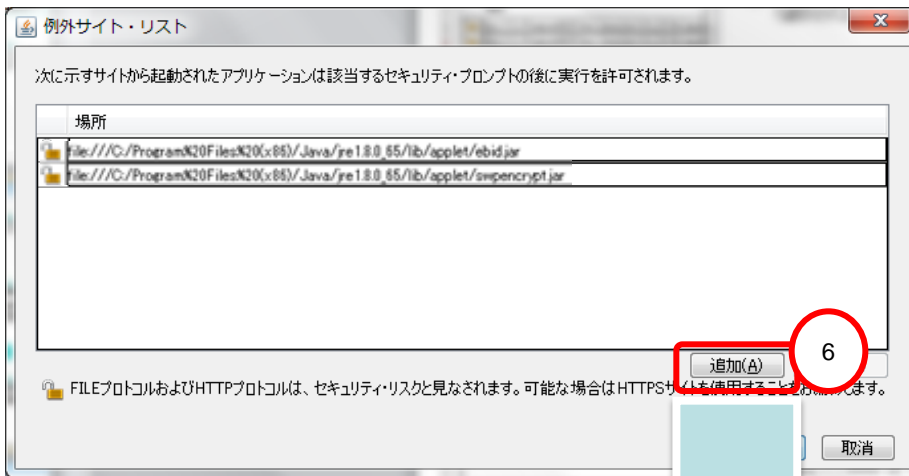 例外サイト・リスト
次に示すサイトから起動されたアプリケーションは該当するセキュリティ・プロンプトの後に実行を許可されます。
場所
file:///C:/Program%20Files%20(x86)/Java/jre1.8.0_65/lib/applet/ebid.jar
file:///C:/Program%20Files%20(x86)/Java/jre1.8.0_65/lib/applet/swpencrypt.jar
追加(A)
6
FILEプロトコルおよびHTTPプロトコルは、セキュリティ・リスクと見なされます。可能な場合はHTTPSサイトを使用することをお薦めします。
取消